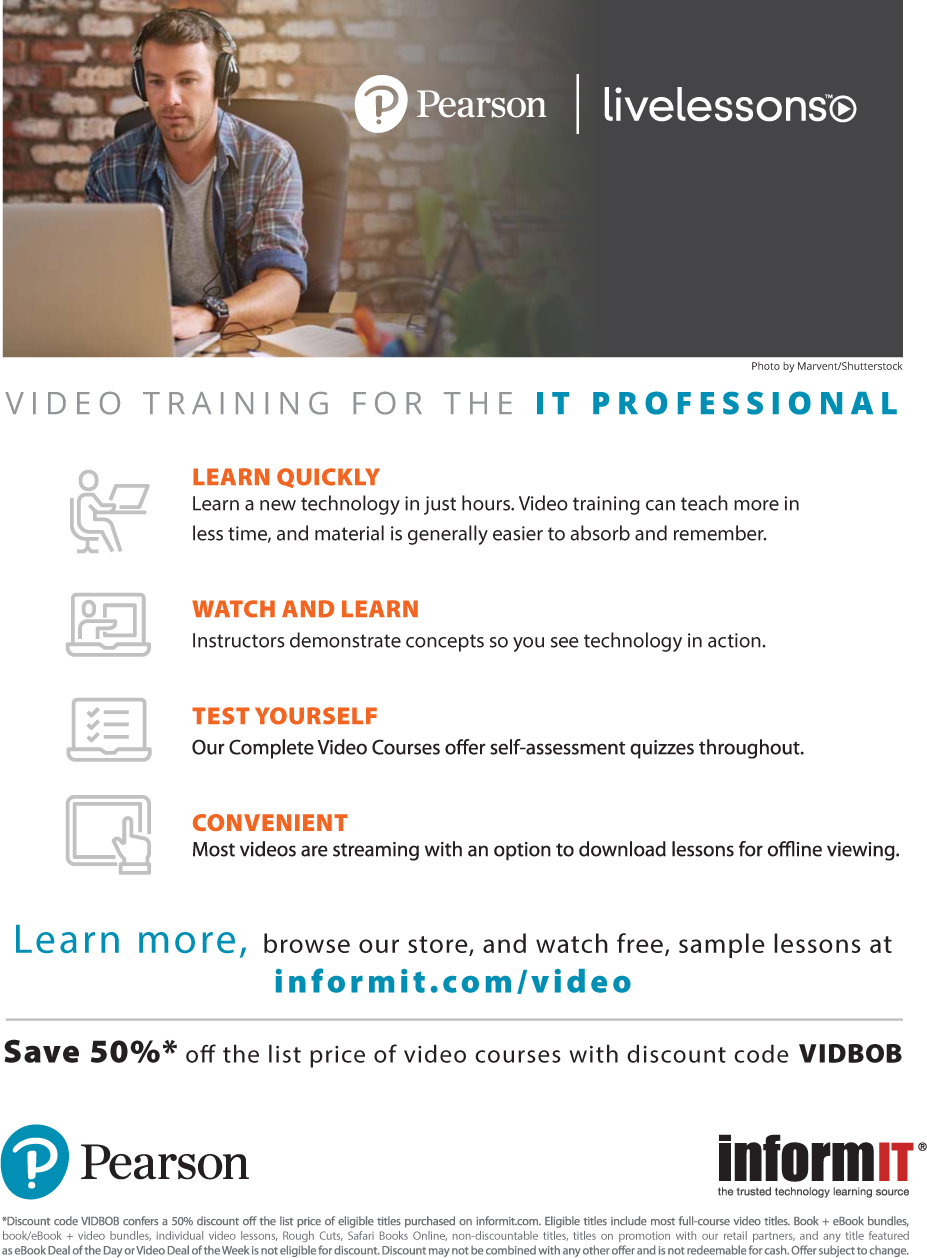 Pearson | livelessons™
Photo by Marvent/Shutterstock
VIDEO TRAINING FOR THE IT PROFESSIONAL
LEARN QUICKLY
Learn a new technology in just hours. Video training can teach more in
less time, and material is generally easier to absorb and remember.
WATCH AND LEARN
Instructors demonstrate concepts so you see technology in action.
TEST YOURSELF
Our Complete Video Courses offer self-assessment quizzes throughout.
CONVENIENT
Most videos are streaming with an option to download lessons for offline viewing.
Learn more, browse our store, and watch free, sample lessons at
informit.com/video
Save 50%* off the list price of video courses with discount code VIDBOB
Pearson
informIT®
the trusted technology learning source
*Discount code VIDBOB confers a 50% discount off the list price of eligible titles purchased on informit.com. Eligible titles include most full-course video titles. Book + eBook bundles,
book/eBook + video bundles, individual video lessons, Rough Cuts, Safari Books Online, non-discountable titles, titles on promotion with our retail partners, and any title featured
as eBook Deal of the Day or Video Deal of the Week is not eligible for discount. Discount may not be combined with any other offer and is not redeemable for cash. Offer subject to change.